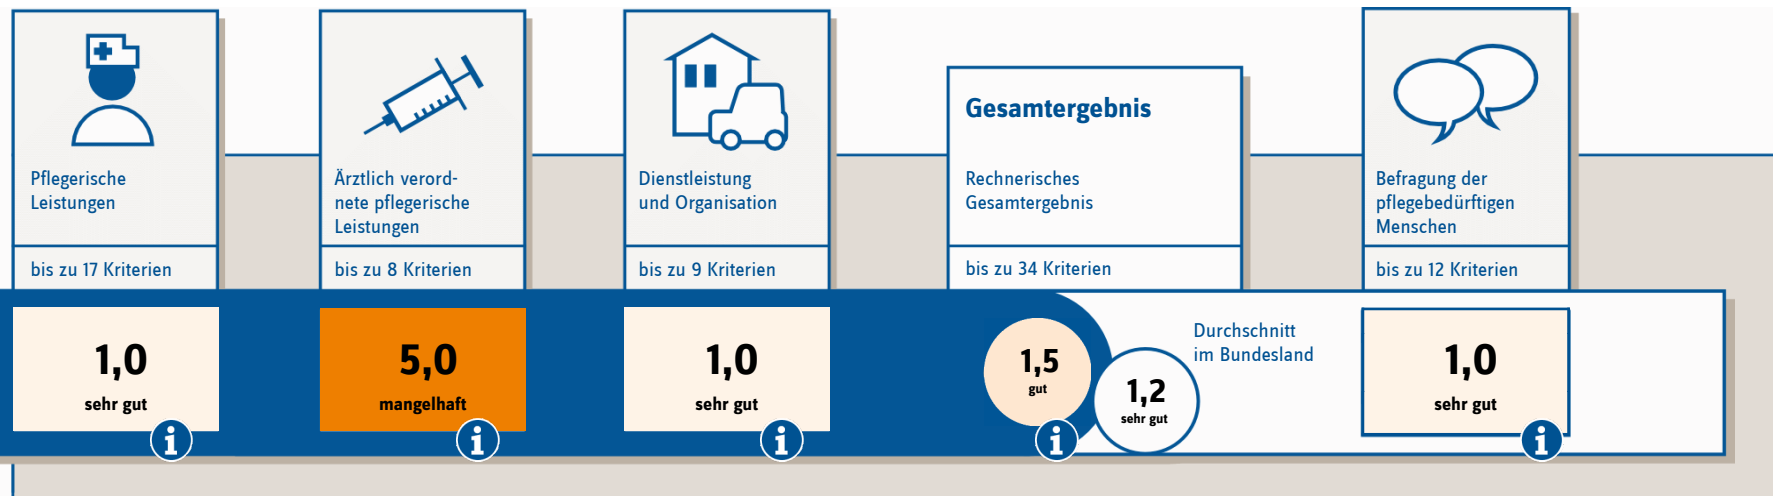 Pflegerische
Leistungen
bis zu 17 Kriterien
1,0
sehr gut
Ärztlich verord-
nete pflegerische
Leistungen
bis zu 8 Kriterien
5,0
mangelhaft
Dienstleistung
und Organisation
bis zu 9 Kriterien
1,0
sehr gut
Gesamtergebnis
Rechnerisches
Gesamtergebnis
bis zu 34 Kriterien
1,5
gut
Durchschnitt
im Bundesland
1,2
sehr gut
Befragung der
pflegebedürftigen
Menschen
bis zu 12 Kriterien
1,0
sehr gut